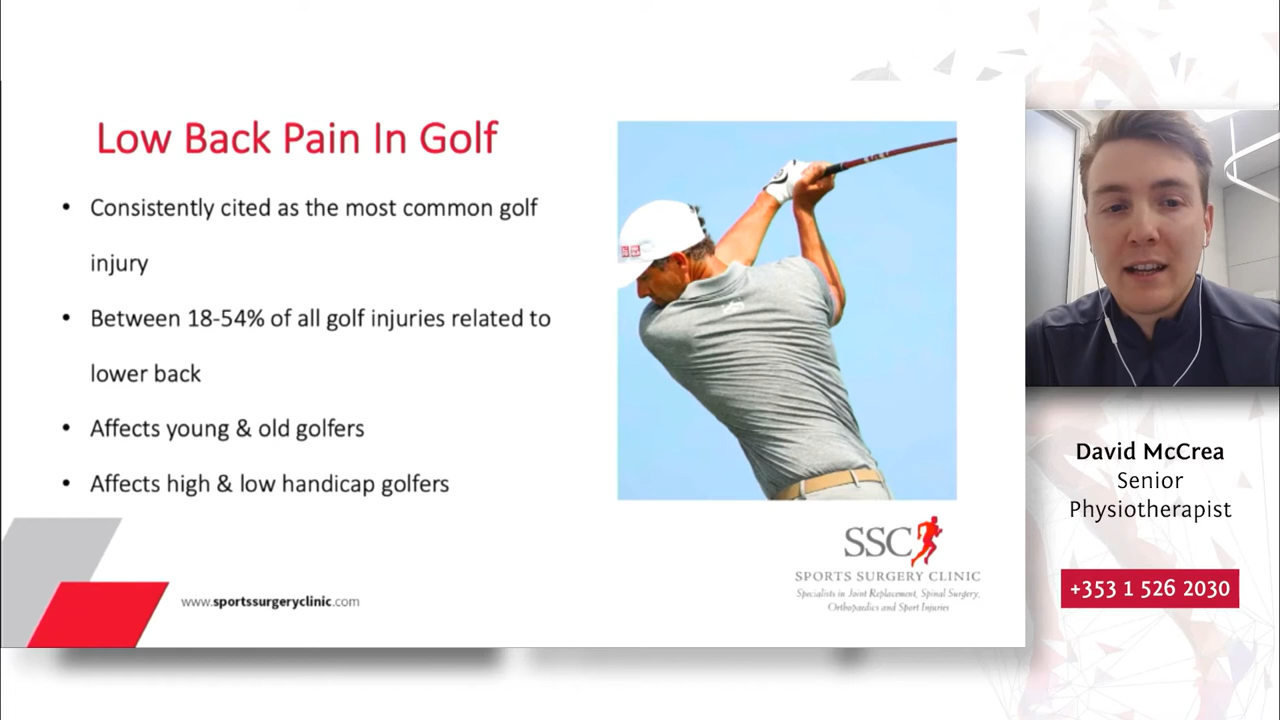 Low Back Pain In Golf
• Consistently cited as the most common golf
injury
• Between 18-54% of all golf injuries related to
lower back
• Affects young & old golfers
• Affects high & low handicap golfers
www.sportssurgeryclinic.com
SSC
SPORTS SURGERY CLINIC
Specialists in Joint Replacement, Spinal Surgery,
Orthopaedics and Sport Injuries
David McCrea
Senior
Physiotherapist
+353 1 526 2030